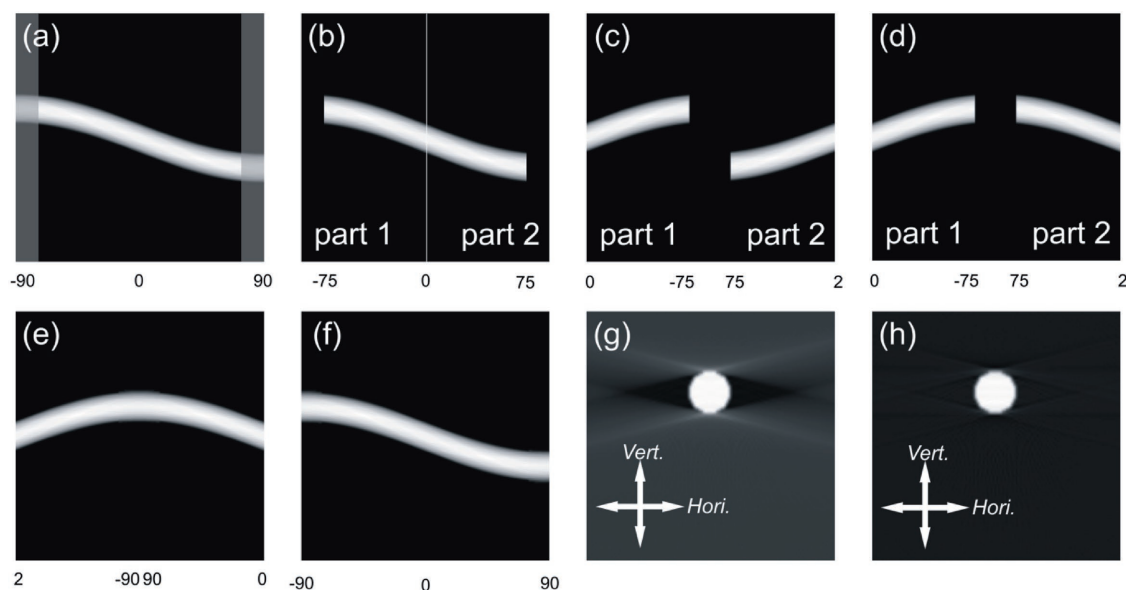 (a) (b) (c) (d)
part 1 part 2 part 1 part 2 part 1 part 2
-90 0 90 -75 0 75 0 -75 75 2 0 -75 75 2
(e) (f) (g) (h)
Vert. Vert.
Hori. Hori.
2 -90 90 0 -90 0 90